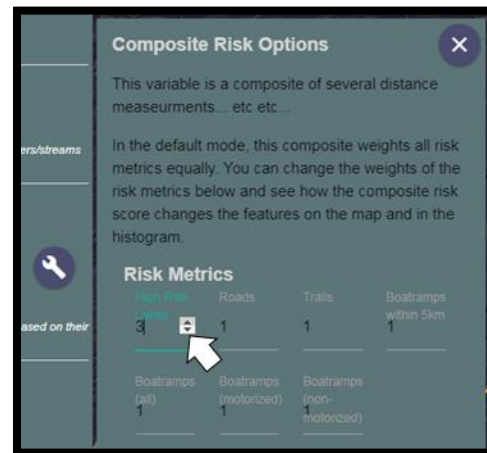 Composite Risk Options
This variable is a composite of several distance
measeurments... etc etc...
ers/streams
In the default mode, this composite weights all risk
metrics equally. You can change the weights of the
risk metrics below and see how the composite risk
score changes the features on the map and in the
histogram.
Risk Metrics
High Risk Lakes
3
Roads
1
Trails
1
Boatramps within 5km
1
ased on their
Boatramps (all)
1
Boatramps (motorized)
1
Boatramps (non-motorized)
1